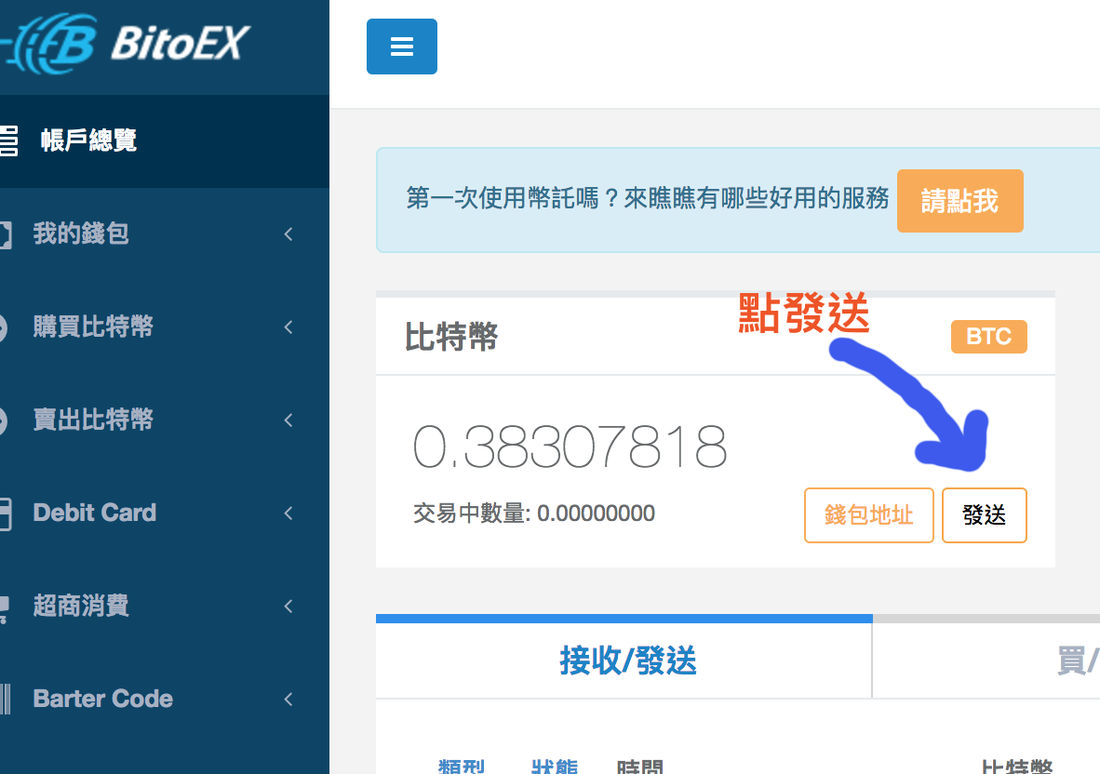 BitoEX
帳戶總覽
我的錢包
購買比特幣
賣出比特幣
Debit Card
超商消費
Barter Code
第一次使用幣託嗎？來瞧瞧有哪些好用的服務 請點我
點發送
比特幣 BTC
0.38307818
交易中數量: 0.00000000
錢包地址 發送
接收/發送 買/
類型 狀態 時間 比特幣